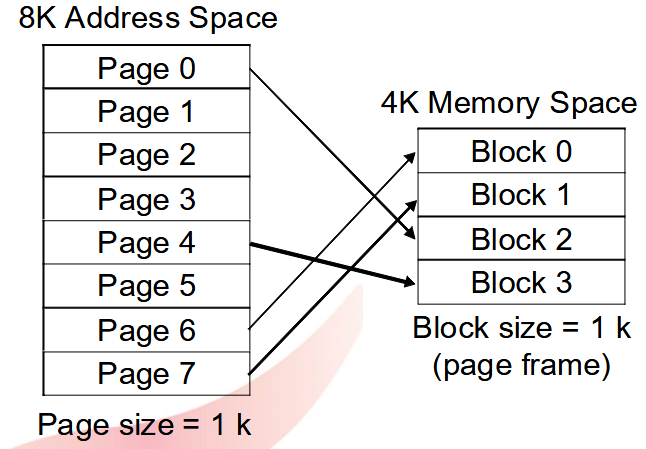 8K Address Space
Page 0
Page 1
Page 2
Page 3
Page 4
Page 5
Page 6
Page 7
Page size = 1 k
4K Memory Space
Block 0
Block 1
Block 2
Block 3
Block size = 1 k
(page frame)